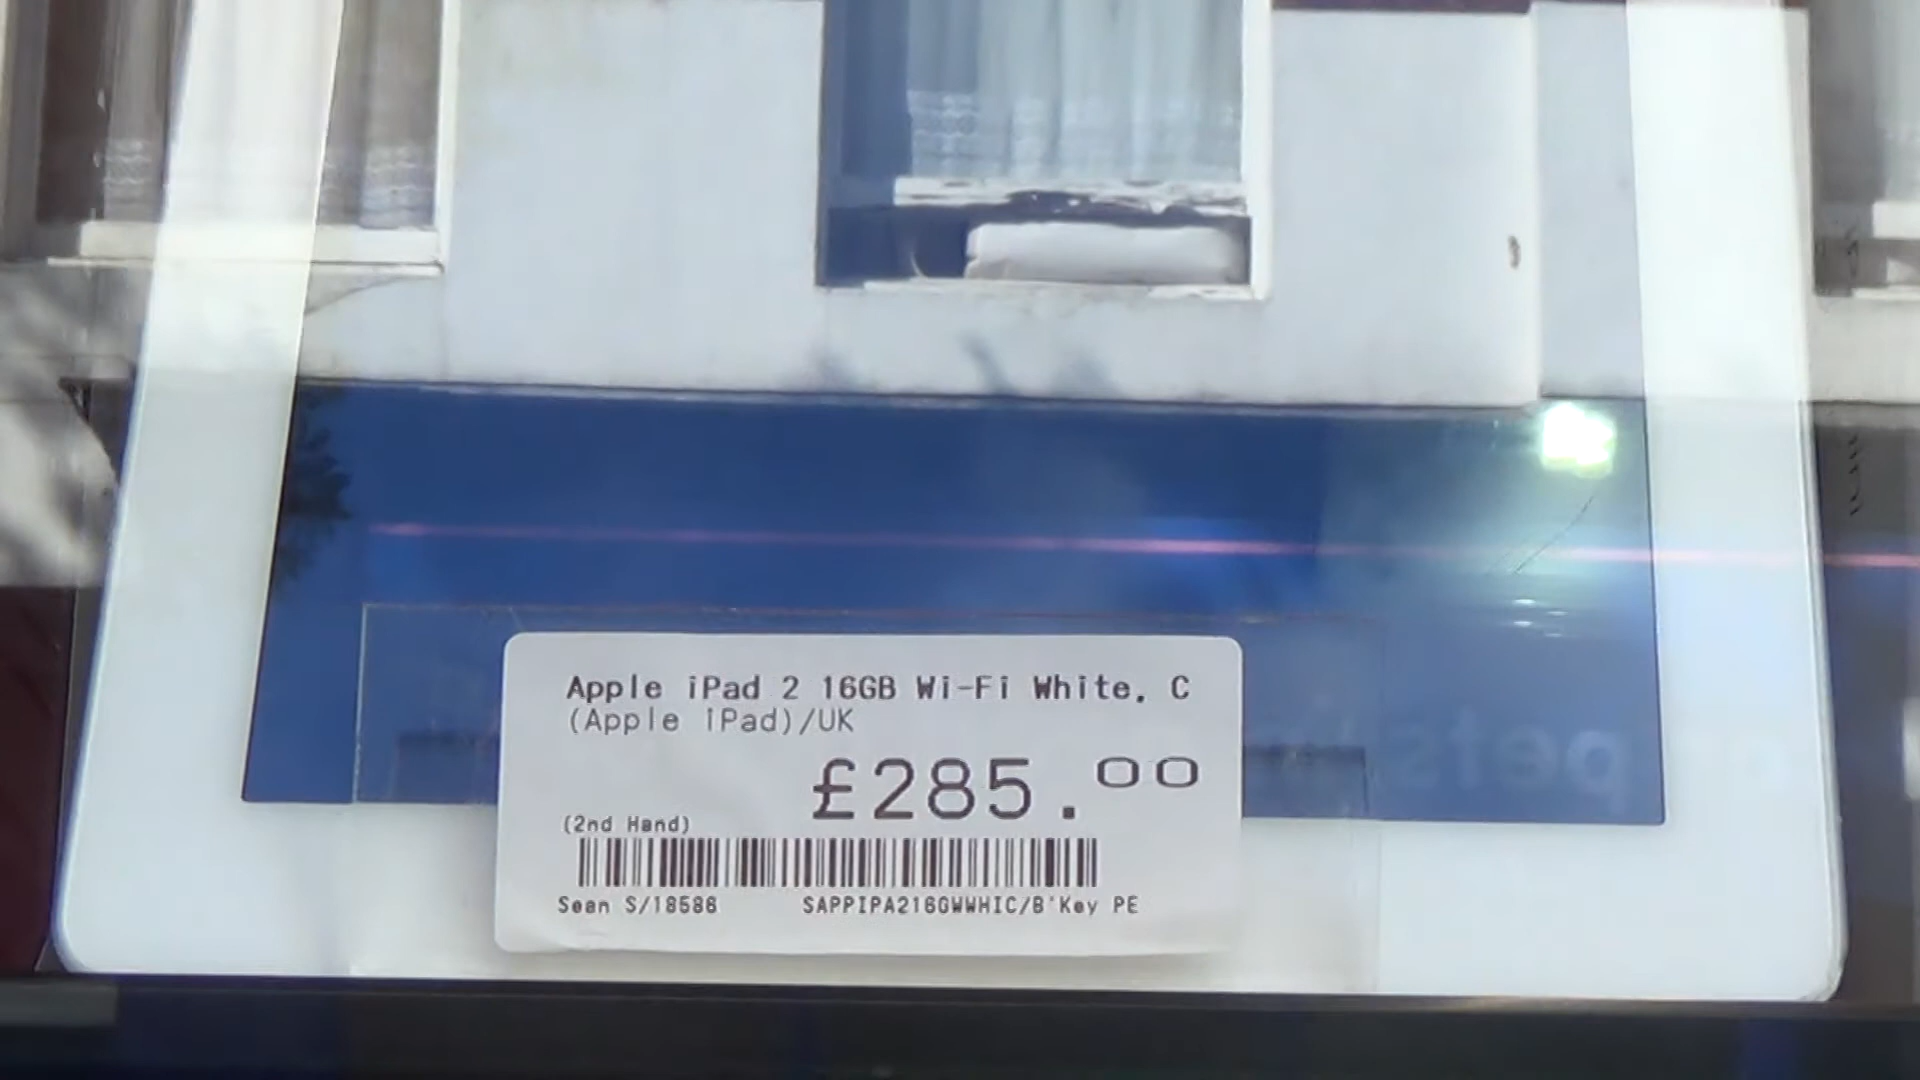 Apple iPad 2 16GB Wi-Fi White, C
(Apple iPad)/UK
£285.00
(2nd Hand)
Sean S/18586 SAPPIPA216GWWHIC/B'Key PE